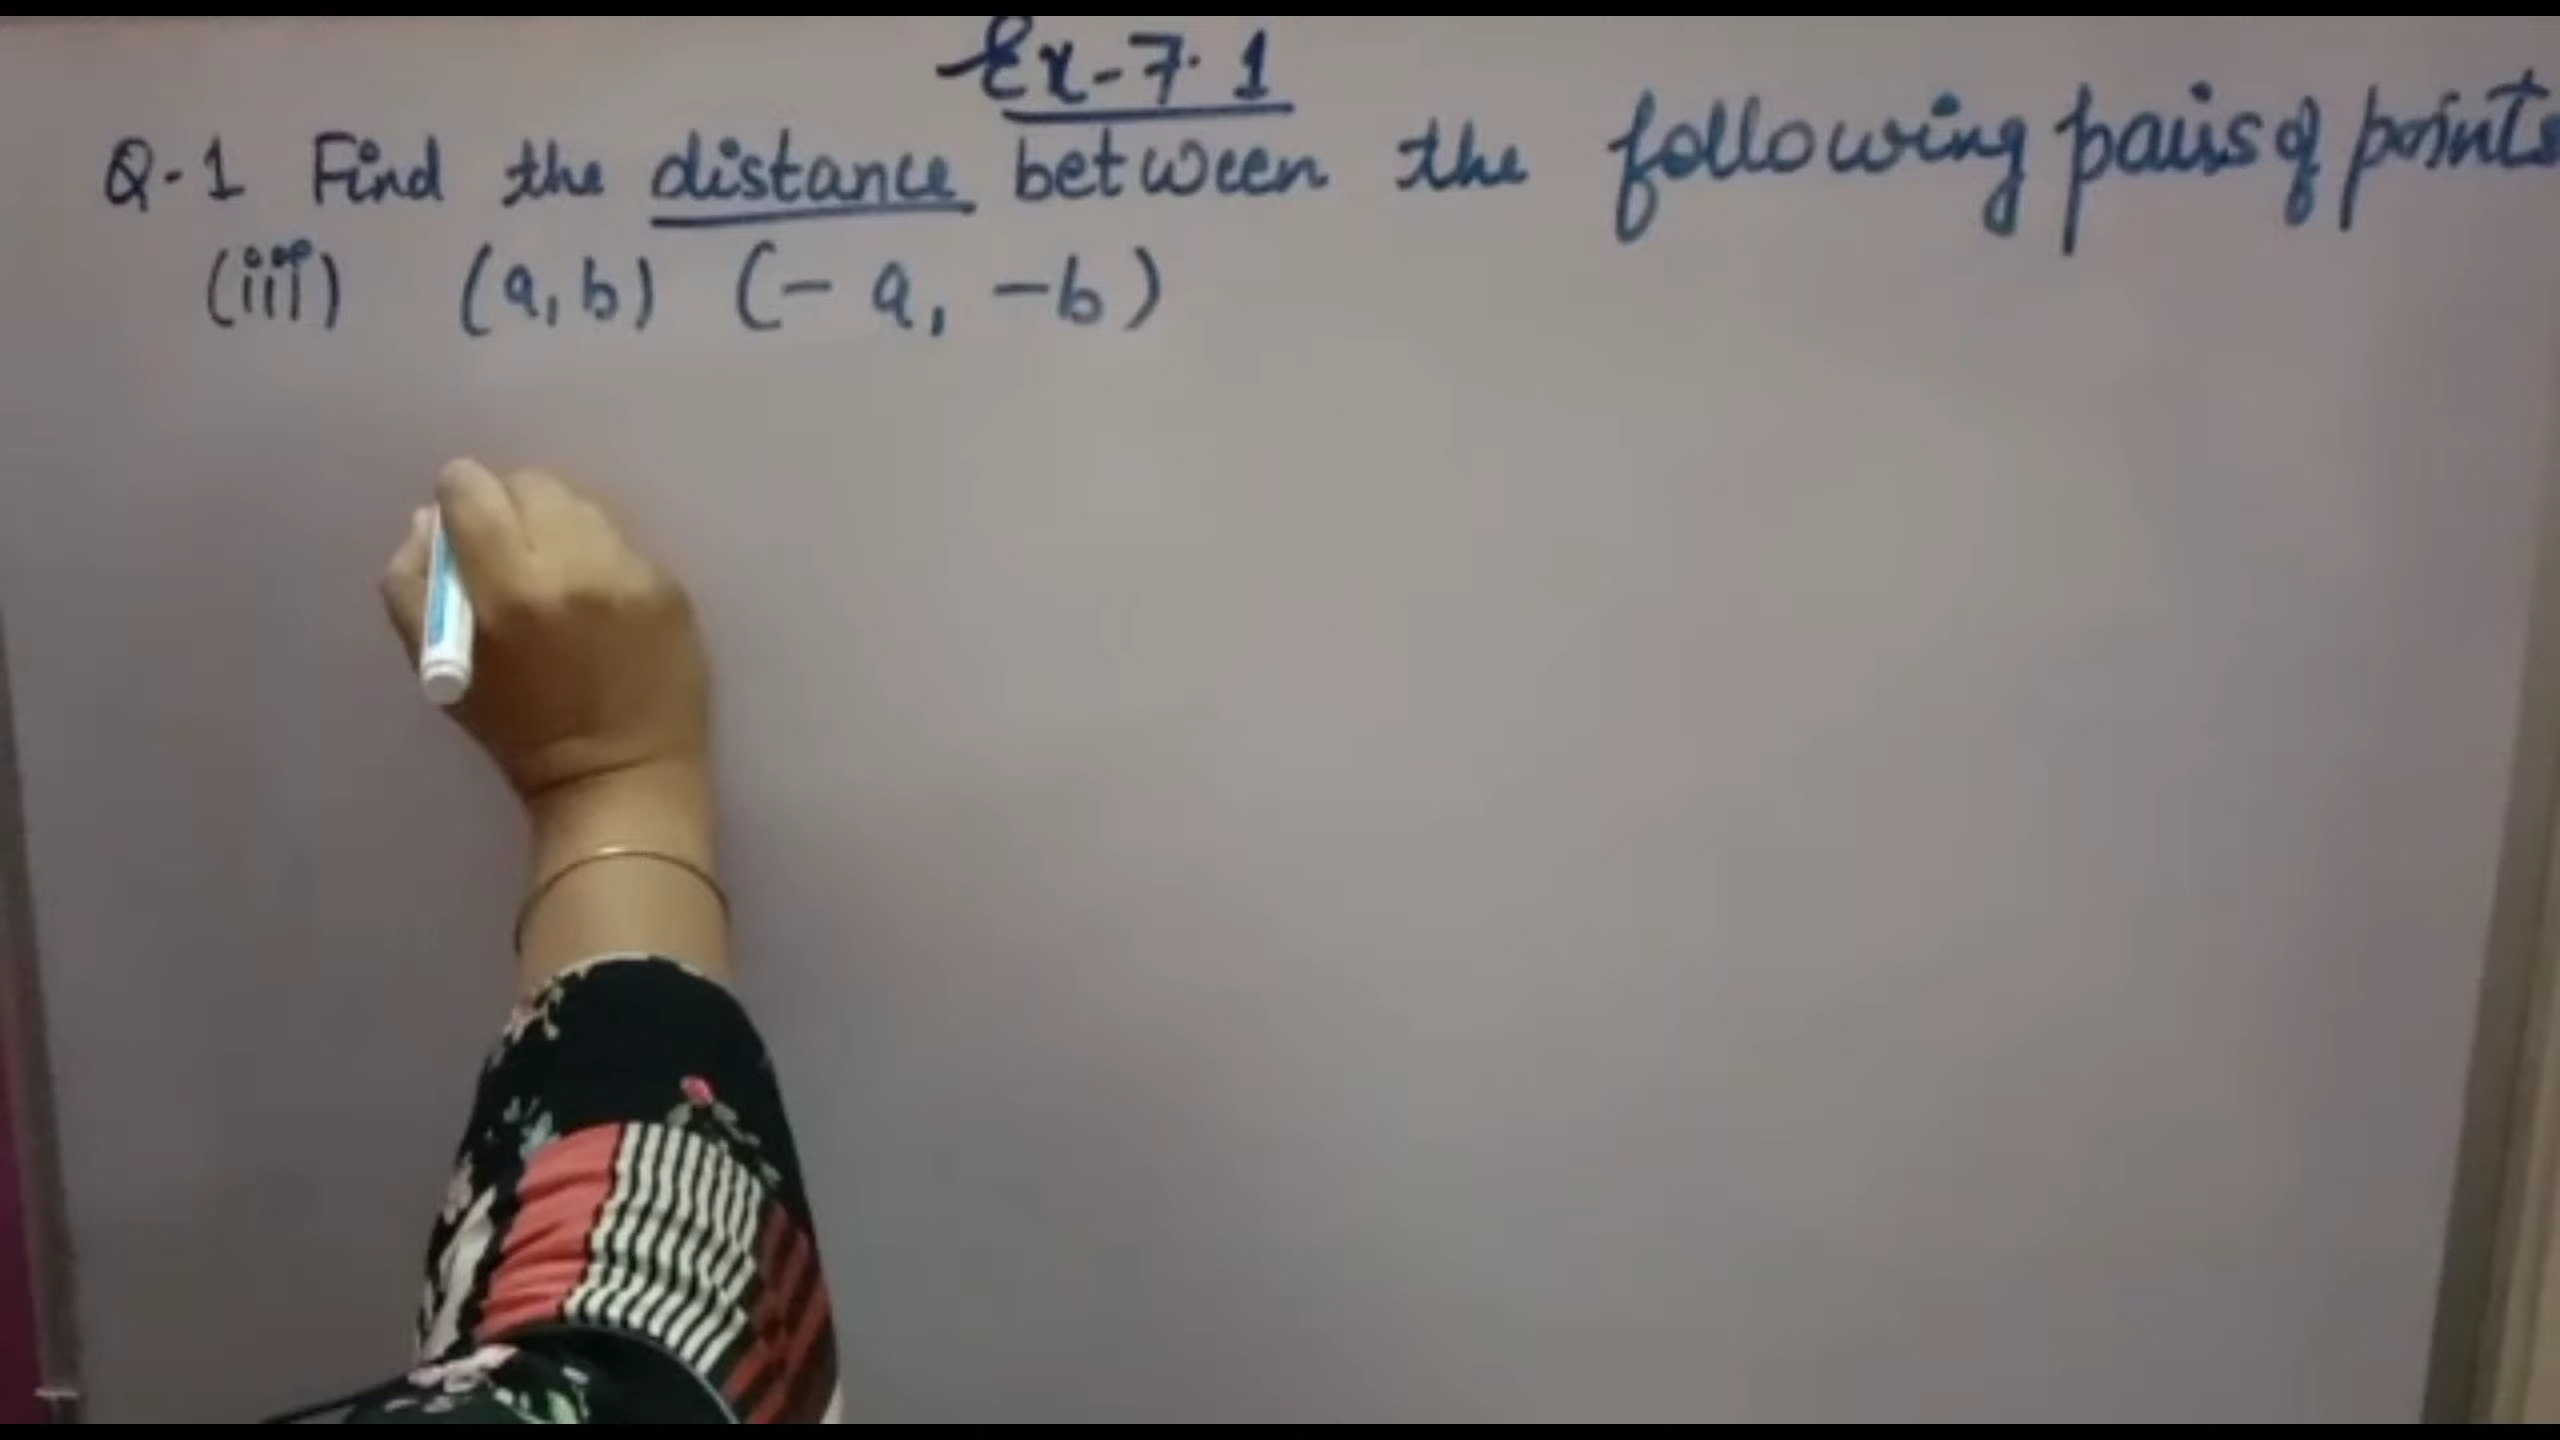 Ex-7.1
Q-1 Find the distance between the following pairs of points
(iii) (a, b) (-a, -b)